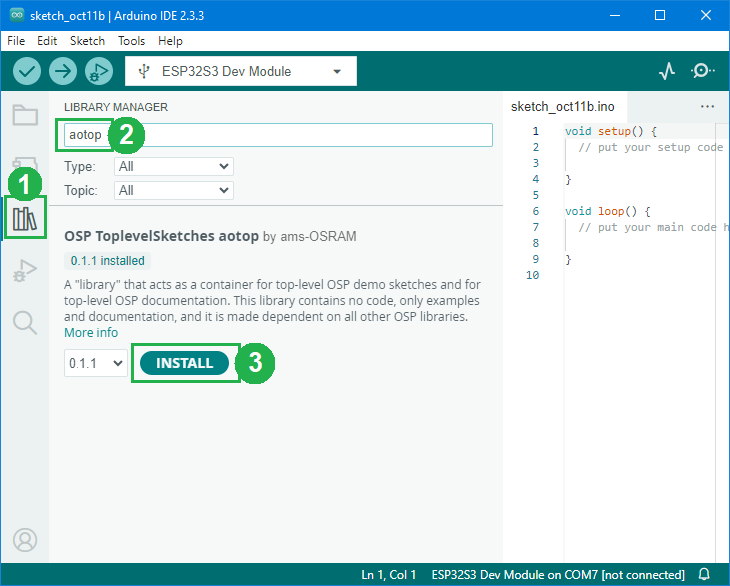 sketch_oct11b | Arduino IDE 2.3.3
File Edit Sketch Tools Help
ESP32S3 Dev Module
LIBRARY MANAGER
aotop
2
Type: All
Topic: All
1
OSP ToplevelSketches aotop by ams-OSRAM
0.1.1 installed
A "library" that acts as a container for top-level OSP demo sketches and for
top-level OSP documentation. This library contains no code, only examples
and documentation, and it is made dependent on all other OSP libraries.
More info
0.1.1
INSTALL
3
sketch_oct11b.ino
1 void setup() {
2 // put your setup code
3
4 }
5
6 void loop() {
7 // put your main code h
8
9 }
10
Ln 1, Col 1 ESP32S3 Dev Module on COM7 [not connected]